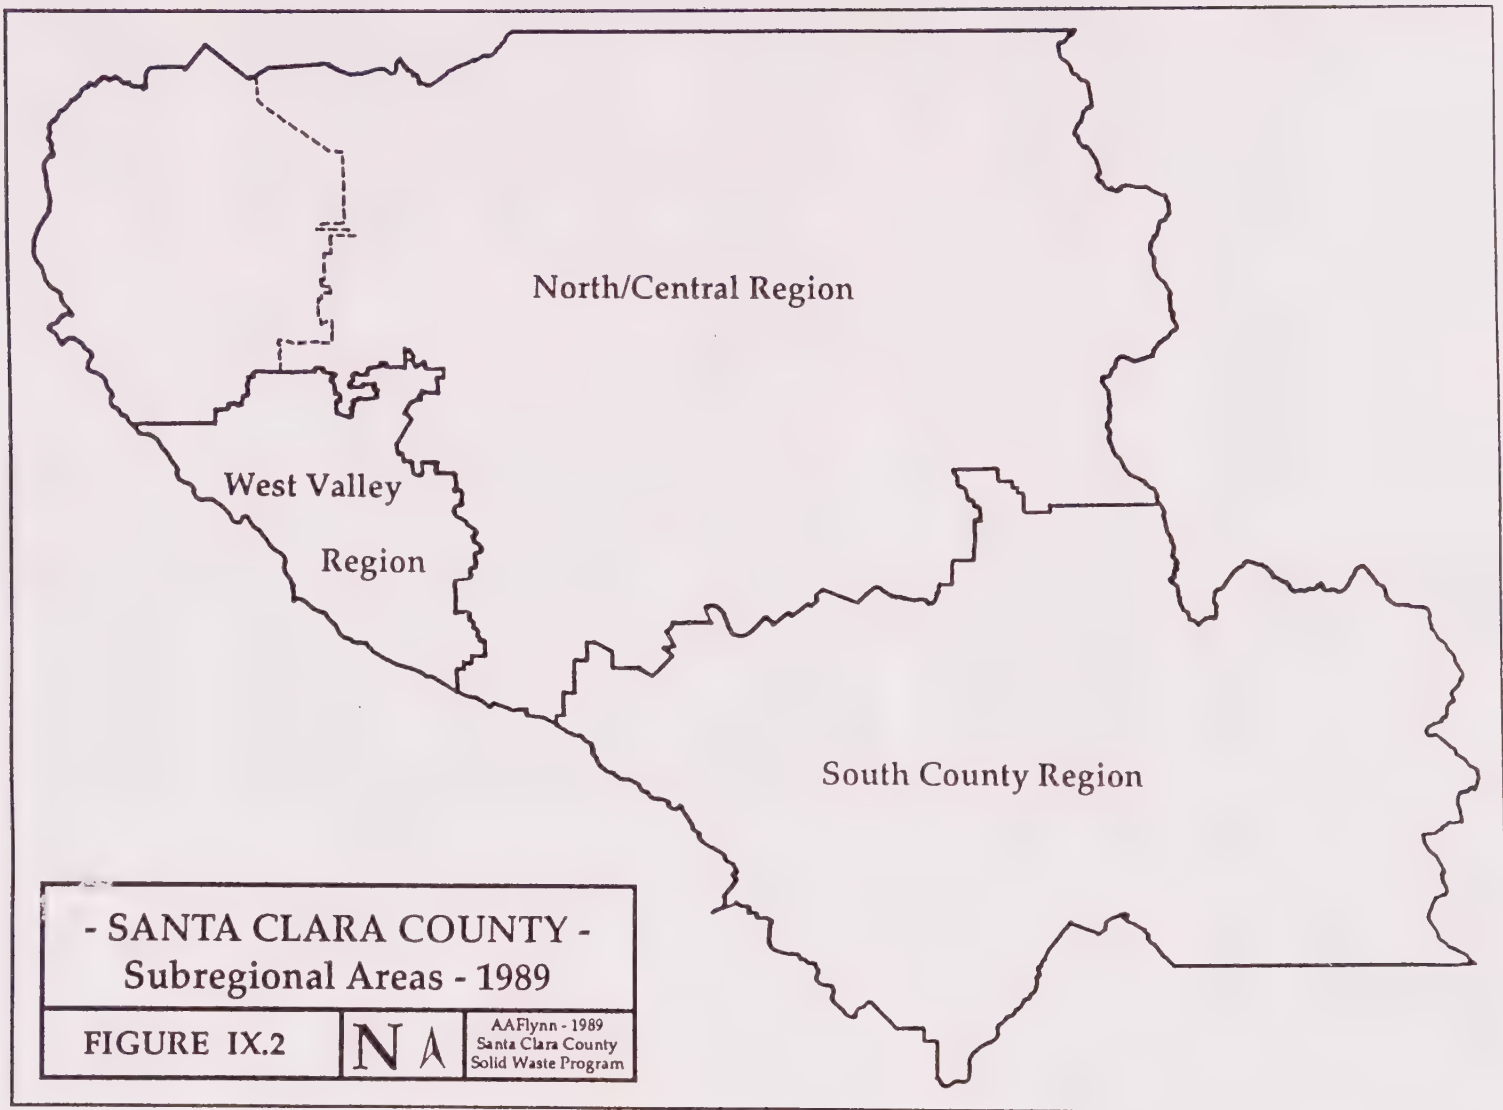 North/Central Region
West Valley
Region
South County Region
- SANTA CLARA COUNTY -
Subregional Areas - 1989
FIGURE IX.2
N
AAFlynn - 1989
Santa Clara County
Solid Waste Program